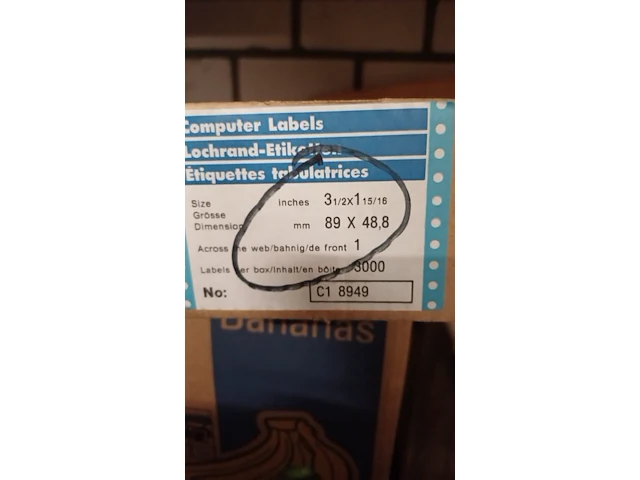 Computer Labels
Lochrand-Etiketten
Étiquettes tabulatrices
Size inches 3 1/2 X 1 15/16
Grösse
Dimension mm 89 X 48,8
Across the web/bahnig/de front 1
Labels per box/Inhalt/en boîte 3000
No: C1 8949
Bananas